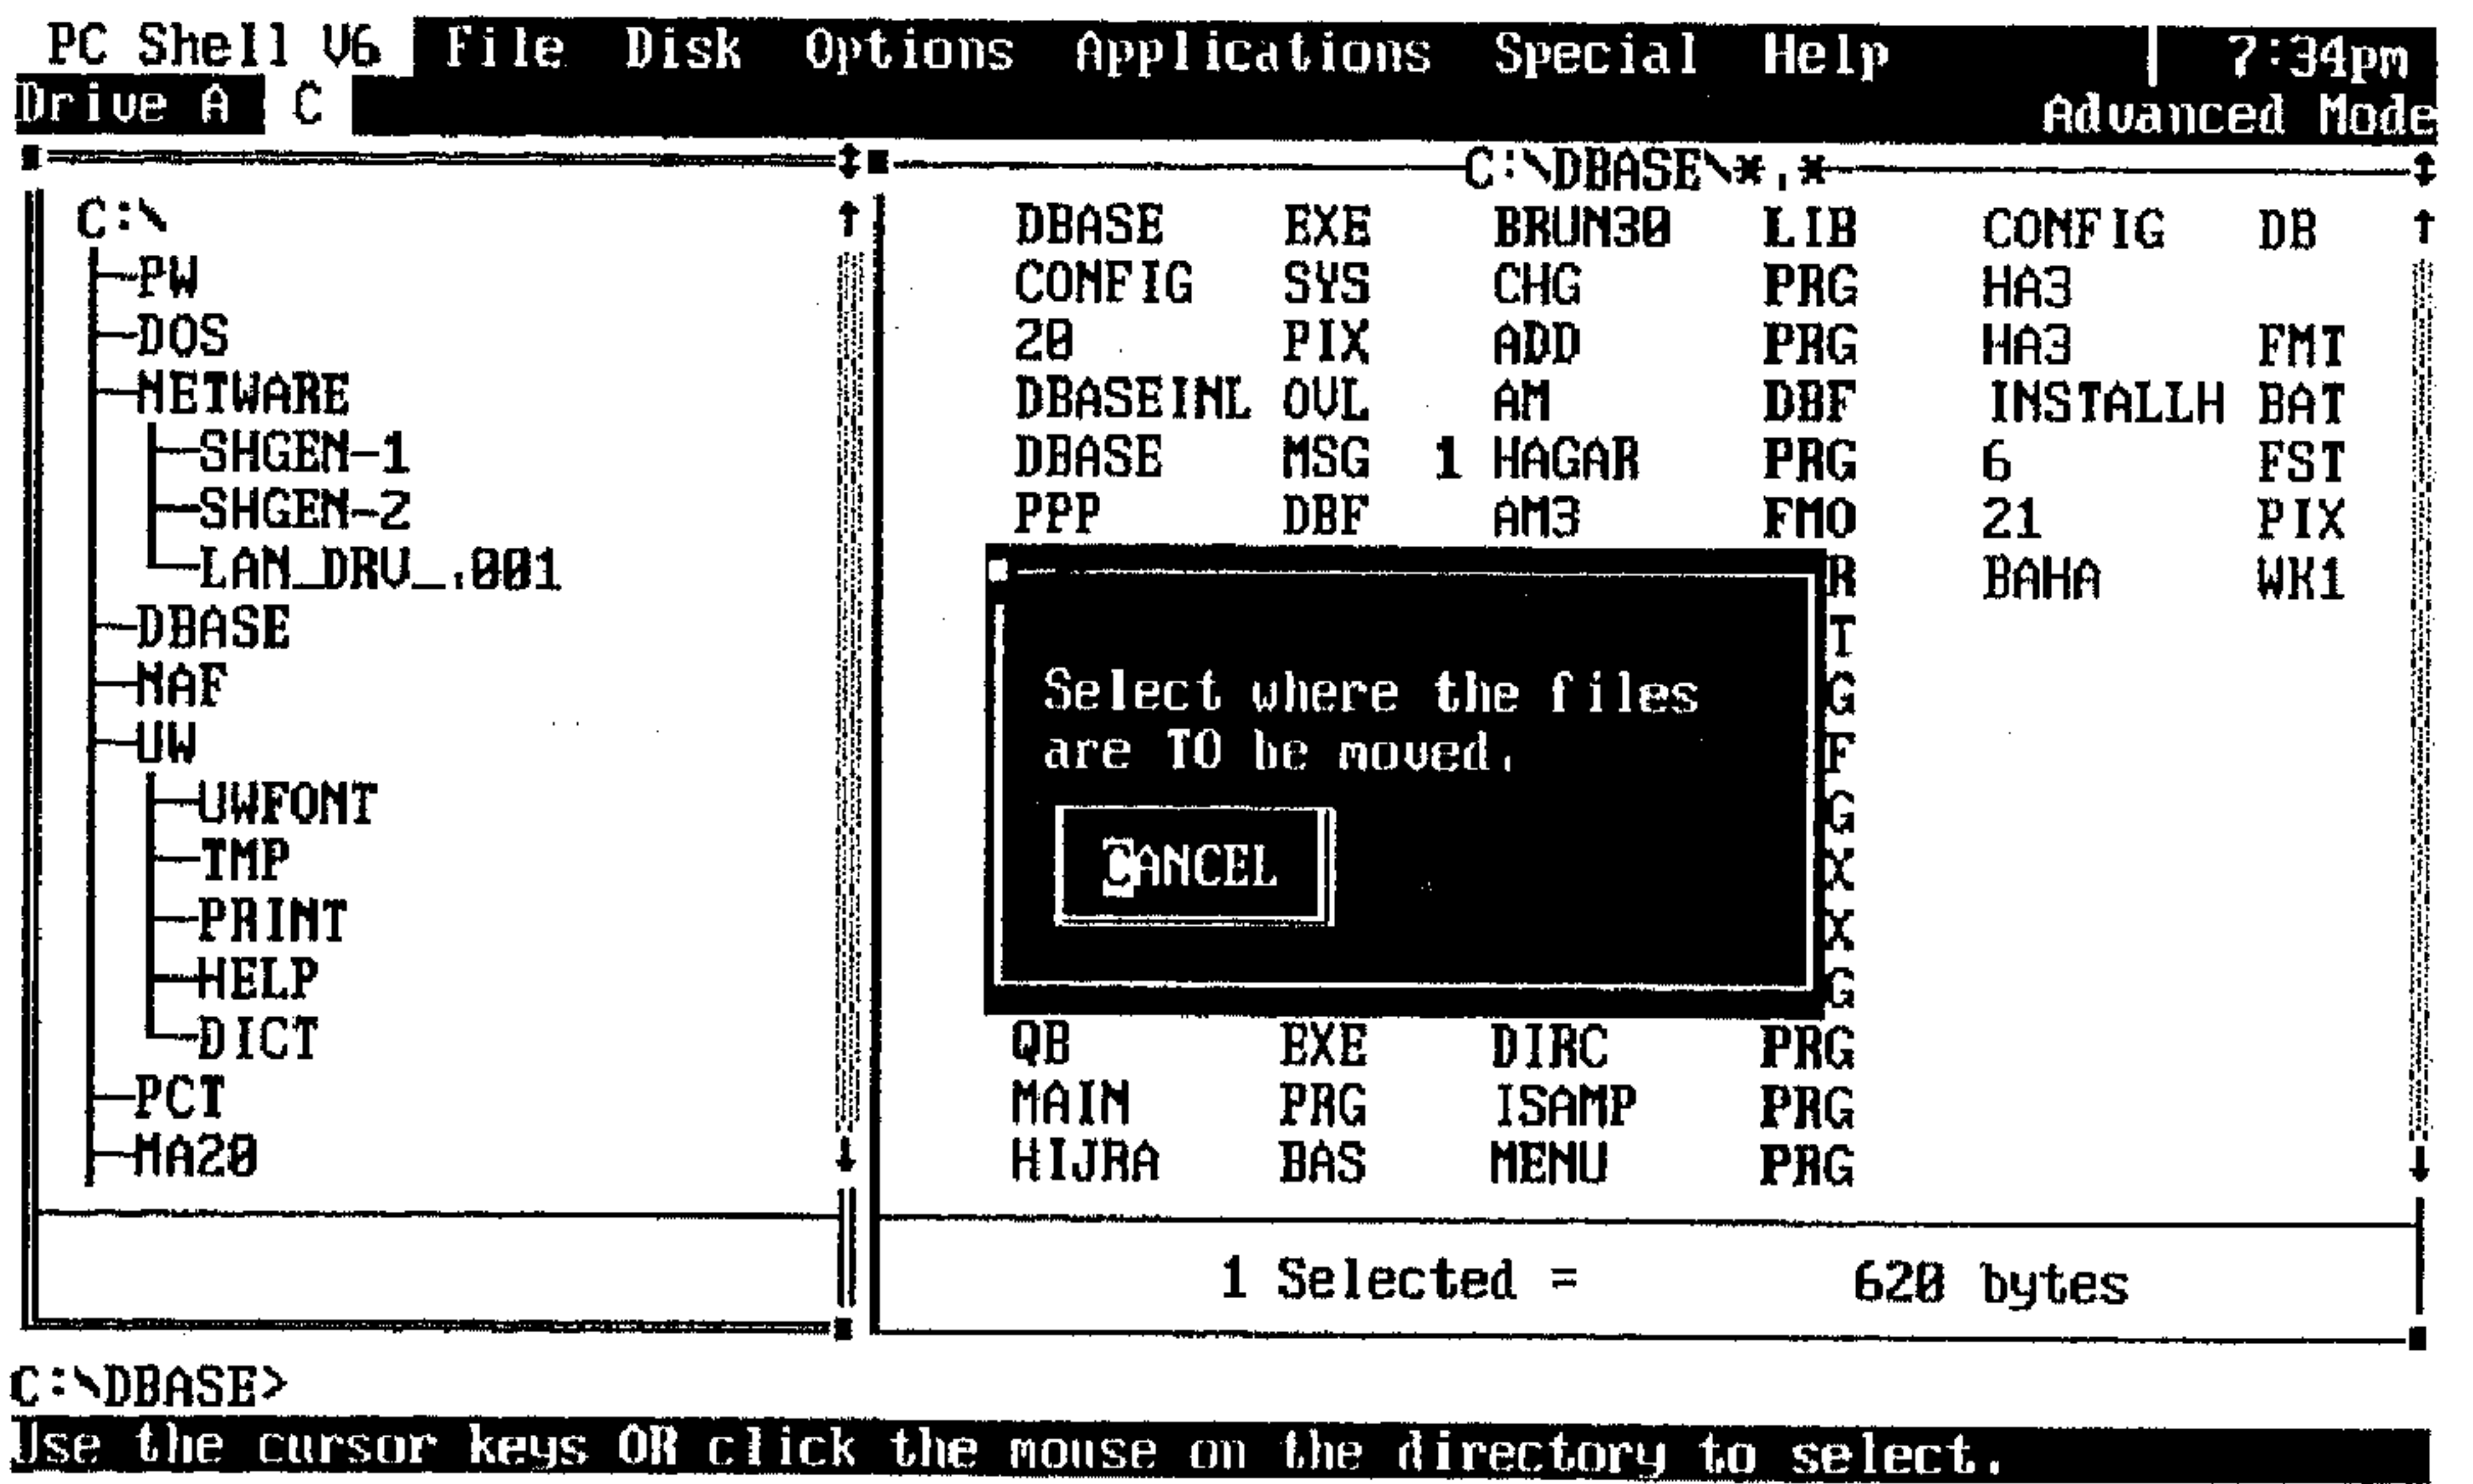 PC Shell V6 File Disk Options Applications Special Help 7:34pm
Drive A C Advanced Mode
C:\DBASE\*.*
C:\
PW
DOS
NETWARE
SHGEN-1
SHGEN-2
LAN_DRV_.001
DBASE
NAF
UW
UWFONT
TMP
PRINT
HELP
DICT
PCT
MA20
DBASE EXE BRUN30 LIB CONFIG DB
CONFIG SYS CHG PRG HA3
20 PIX ADD PRG HA3 FMT
DBASEINL OVL AM DBF INSTALLH BAT
DBASE MSG 1 HAGAR PRG 6 FST
PPP DBF AM3 FMO 21 PIX
R BAHA WK1
T
G
F
G
X
X
G
Select where the files
are TO be moved.
CANCEL
QB EXE DIRC PRG
MAIN PRG ISAMP PRG
HIJRA BAS MENU PRG
1 Selected = 620 bytes
C:\DBASE>
Use the cursor keys OR click the mouse on the directory to select.